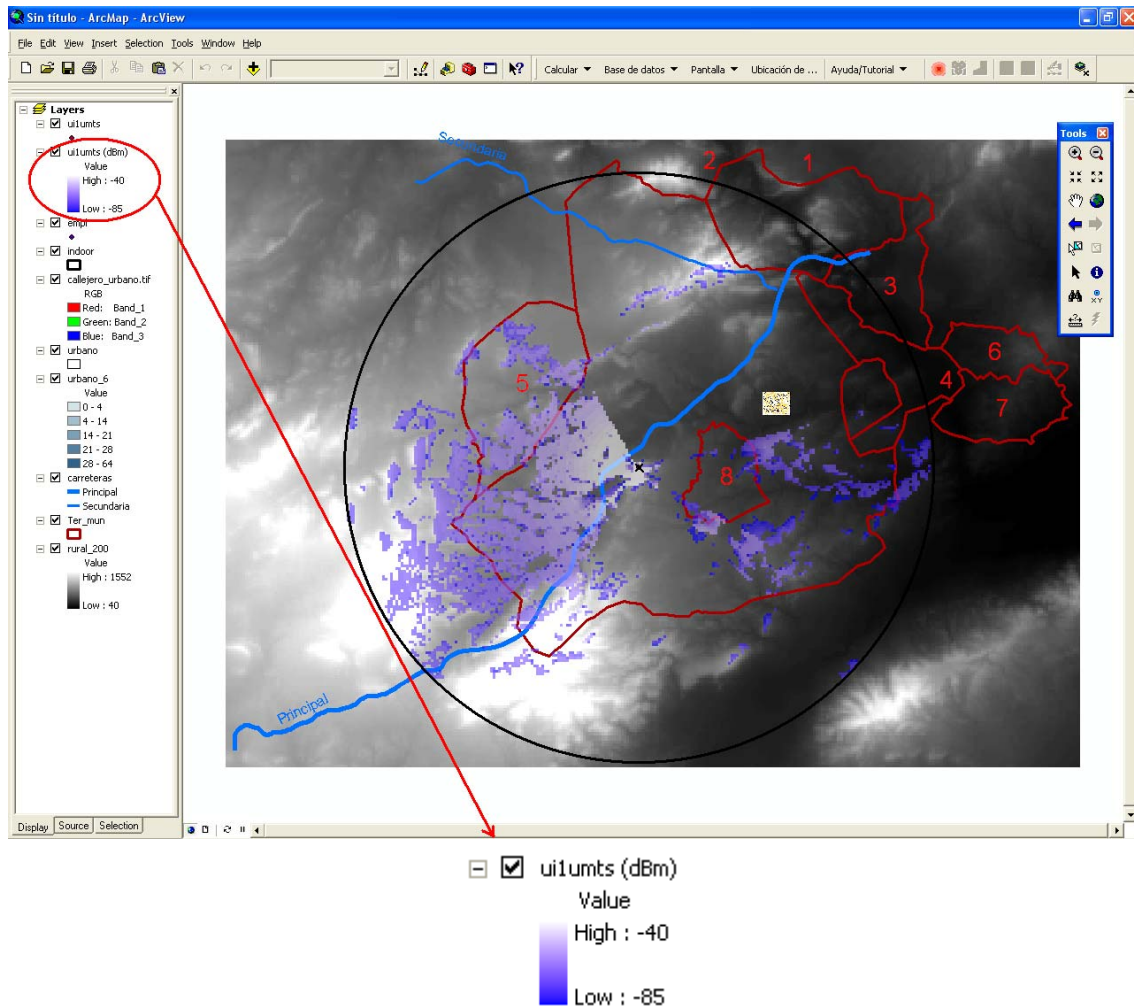 Sin título - ArcMap - ArcView
File Edit View Insert Selection Tools Window Help
Calcular Base de datos Pantalla Ubicación de ... Ayuda/Tutorial
Layers
ui1umts
ui1umts (dBm)
Value
High : -40
Low : -85
empl
indoor
callejero_urbano.tif
RGB
Red: Band_1
Green: Band_2
Blue: Band_3
urbano
urbano_6
Value
0 - 4
4 - 14
14 - 21
21 - 28
28 - 64
carreteras
Principal
Secundaria
Ter_mun
rural_200
Value
High : 1552
Low : 40
Display Source Selection
Secundaria
2
1
3
6
4
5
7
8
Principal
Tools
XY
ui1umts (dBm)
Value
High : -40
Low : -85